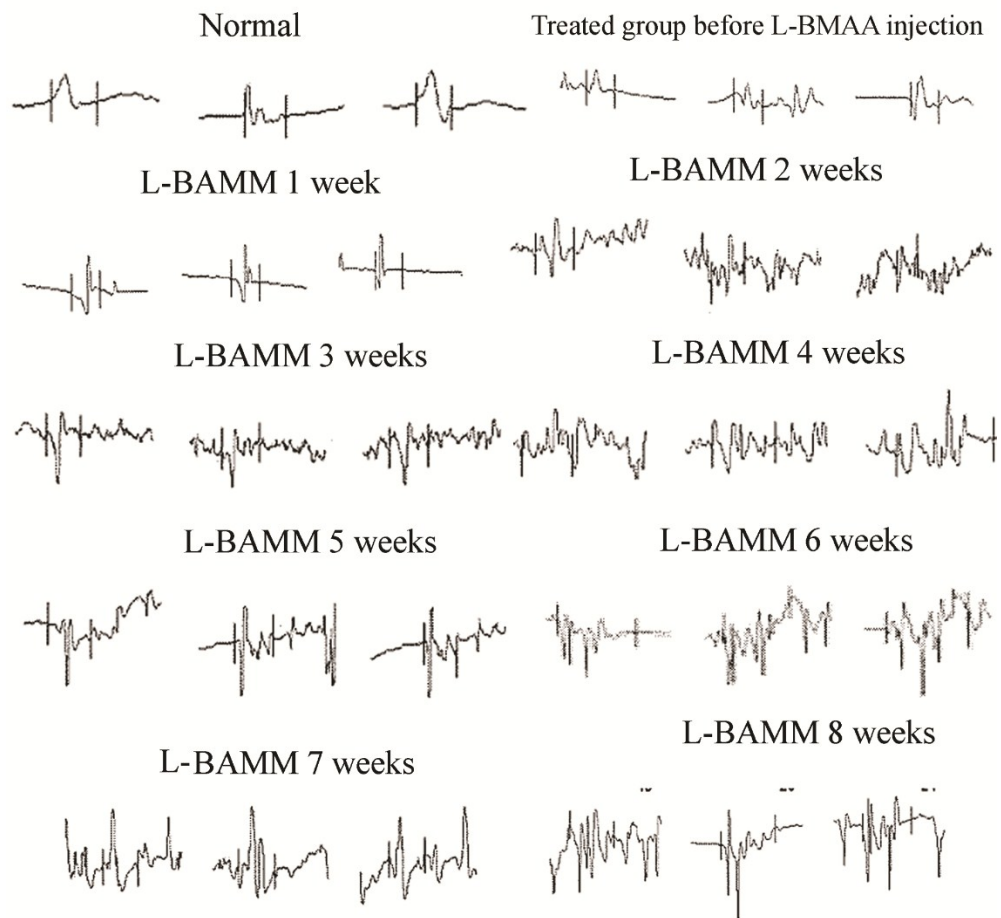 Normal
Treated group before L-BMAA injection
L-BAMM 1 week
L-BAMM 2 weeks
L-BAMM 3 weeks
L-BAMM 4 weeks
L-BAMM 5 weeks
L-BAMM 6 weeks
L-BAMM 7 weeks
L-BAMM 8 weeks